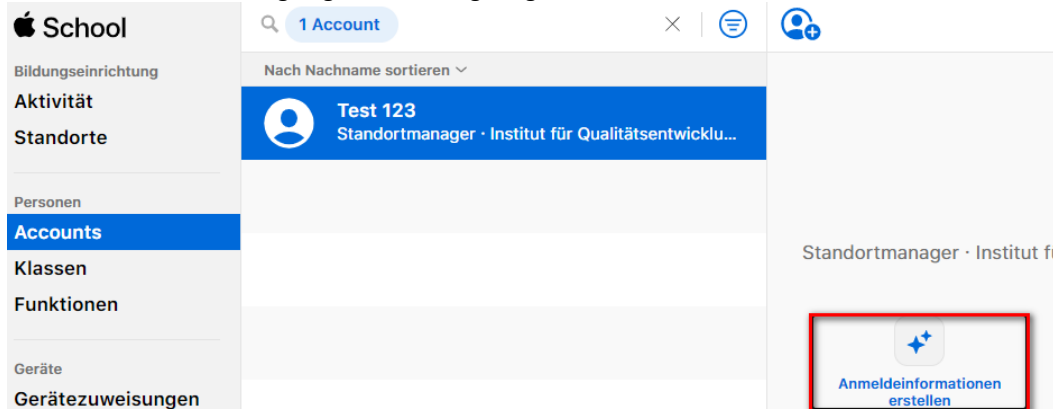 School
Bildungseinrichtung
Aktivität
Standorte
Personen
Accounts
Klassen
Funktionen
Geräte
Gerätezuweisungen
1 Account
Nach Nachname sortieren
Test 123
Standortmanager · Institut für Qualitätsentwicklu...
Standortmanager · Institut
Anmeldeinformationen
erstellen